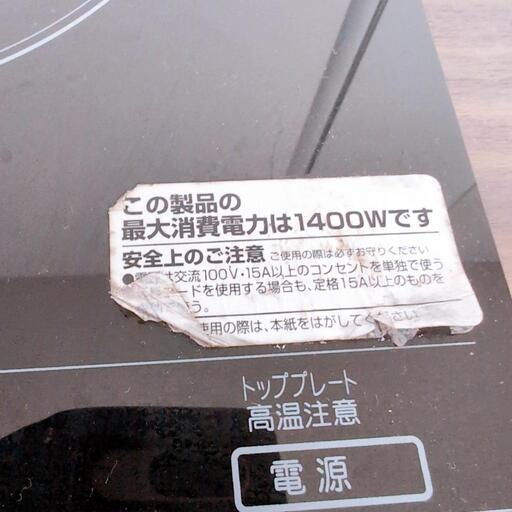 この製品の
最大消費電力は1400Wです
安全上のご注意 ご使用の際は必ずお守りください
●電 交流100V・15A以上のコンセントを単独で使う
ードを使用する場合も、定格15A以上のものを
う。
使用の際は、本紙をはがしてく
トッププレート
高温注意
電源